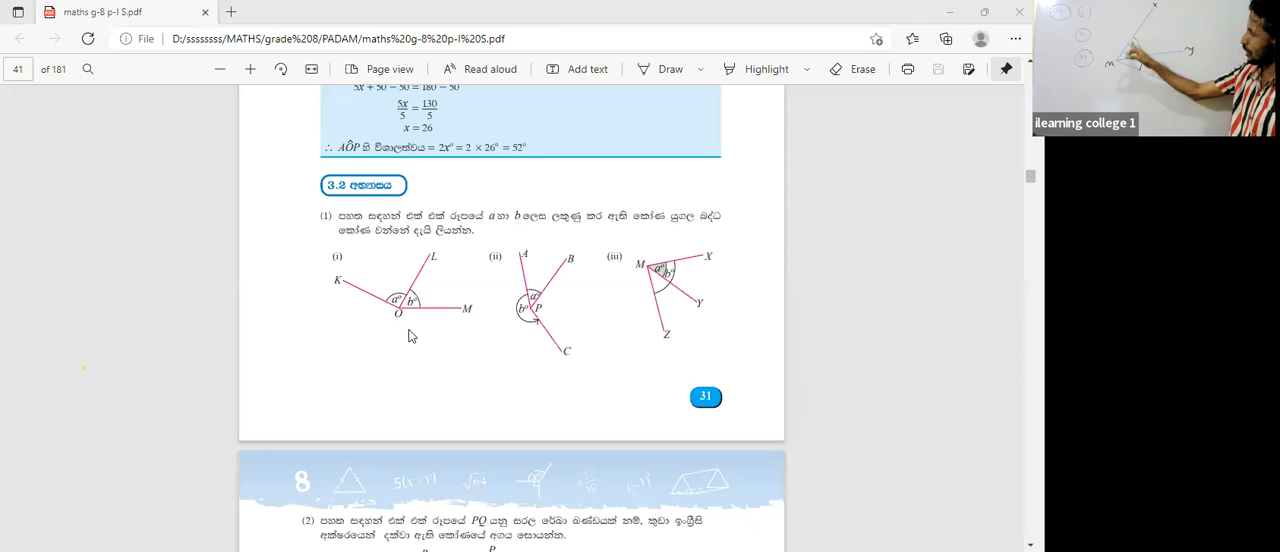 maths g-8 p-I S.pdf
File D:/ssssssss/MATHS/grade%208/PADAM/maths%20g-8%20p-I%20S.pdf
41 of 181 Page view Read aloud Add text Draw Highlight Erase
5x + 50 − 50 = 180 − 50
5x/5 = 130/5
x = 26
∴ AÔP හි විශාලත්වය = 2x° = 2 × 26° = 52°
3.2 අභ්‍යාසය
(1) පහත සඳහන් එක් එක් රූපයේ a හා b ලෙස ලකුණු කර ඇති කෝණ යුගල බද්ධ
කෝණ වන්නේ දැයි ලියන්න.
(i) K L a° b° O M
(ii) A B a° b° P C
(iii) M X a° b° Y Z
31
8 5(x + y) √64
(2) පහත සඳහන් එක් එක් රූපයේ PQ යනු සරල රේඛා ඛණ්ඩයක් නම්, කුඩා ඉංග්‍රීසි
අක්ෂරයෙන් දක්වා ඇති කෝණයේ අගය සොයන්න.
P
x
y
M
ilearning college 1